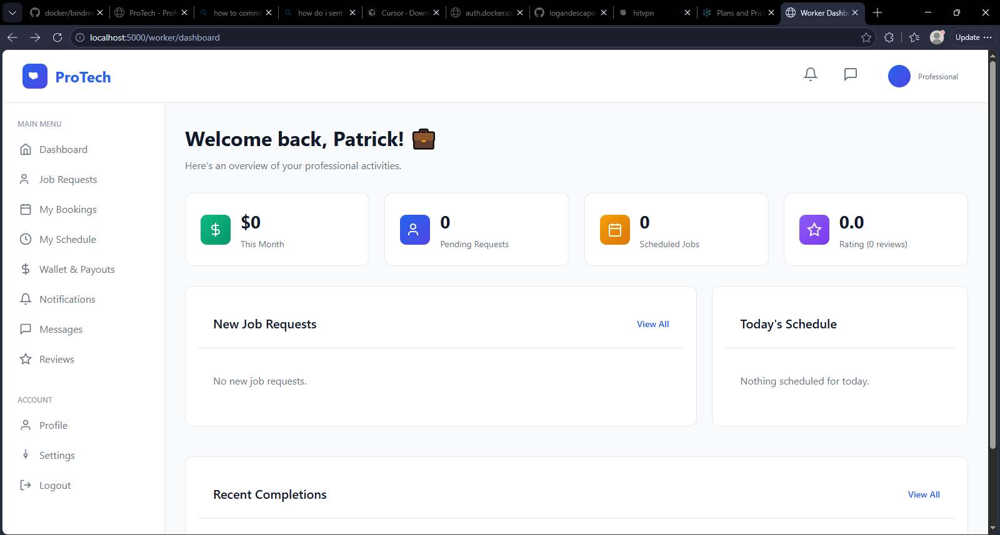 docker/bindm
ProTech - Prof
how to commi
how do i sent
Cursor · Down
auth.docker.co
logandescapo
hitvpn
Plans and Pric
Worker Dashb
localhost:5000/worker/dashboard
Update
ProTech
Professional
MAIN MENU
Dashboard
Job Requests
My Bookings
My Schedule
Wallet & Payouts
Notifications
Messages
Reviews
ACCOUNT
Profile
Settings
Logout
Welcome back, Patrick!
Here's an overview of your professional activities.
$0
This Month
0
Pending Requests
0
Scheduled Jobs
0.0
Rating (0 reviews)
New Job Requests
View All
No new job requests.
Today's Schedule
Nothing scheduled for today.
Recent Completions
View All